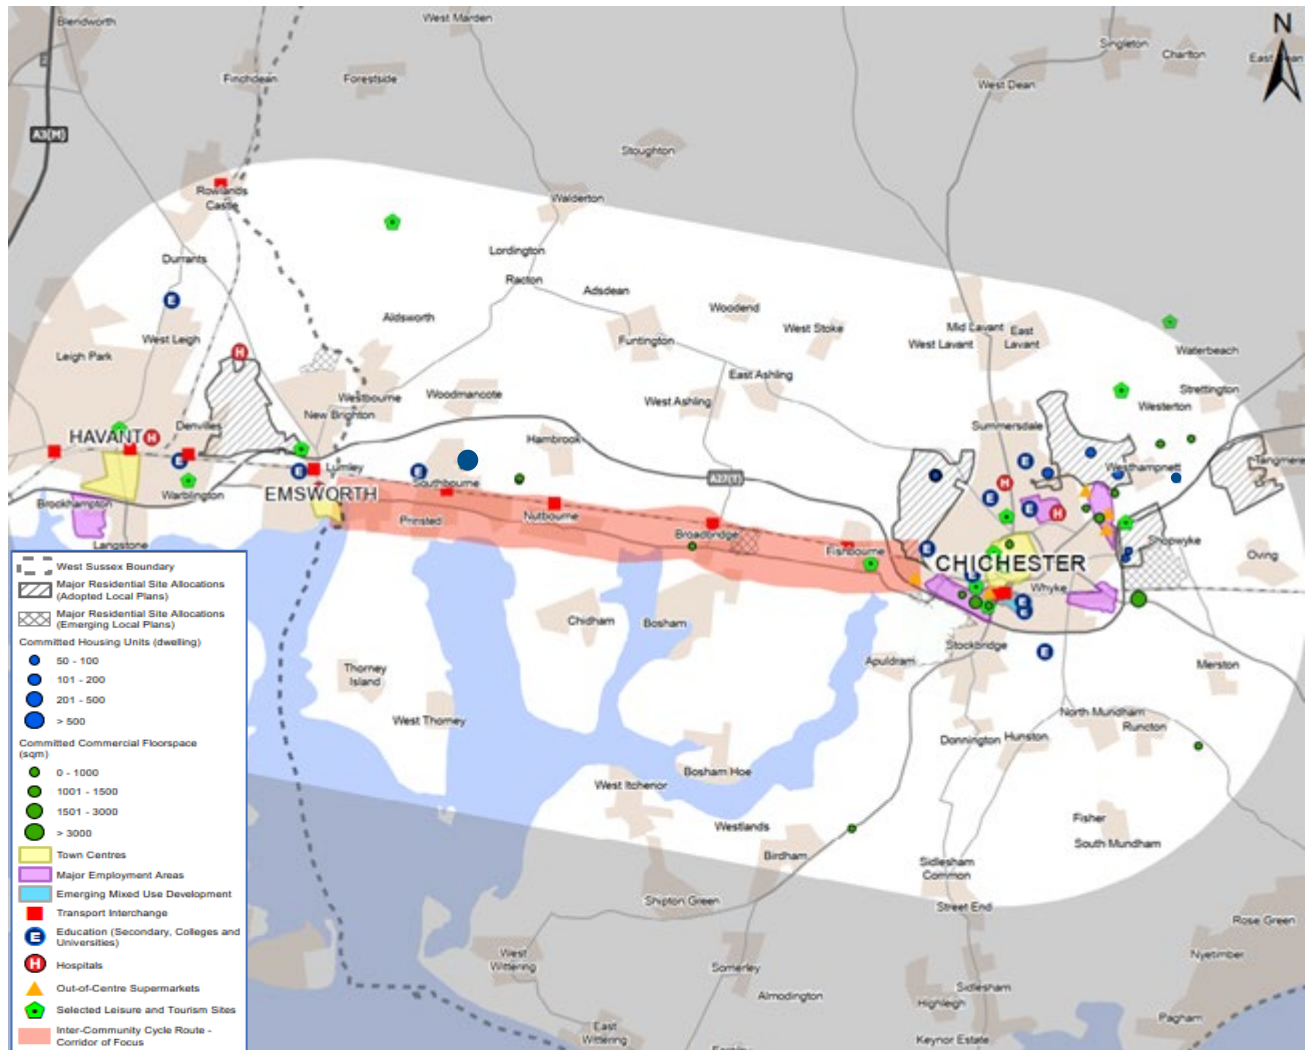 Blendworth
West Marden
N
Singleton
Charlton
East Dean
Finchdean
Forestside
West Dean
A3(M)
Stoughton
Rowlands
Castle
Walderton
Lordington
Durrants
Racton
Adsdean
Woodend
Aldsworth
West Stoke
Mid Lavant
East
Lavant
West Leigh
Funtington
West Lavant
Waterbeach
Leigh Park
H
East Ashling
Strettington
Westbourne
Woodmancote
West Ashling
Westerton
New Brighton
Denvilles
Summersdale
HAVANT
Hambrook
Lumley
Westhampnett
Tangmere
Southbourne
A27(T)
EMSWORTH
Warblington
Brockhampton
Prinsted
Nutbourne
Broadbridge
Langstone
Fishbourne
Shopwyke
Oving
CHICHESTER
Whyke
Chidham
Bosham
Stockbridge
Apuldram
Merston
Thorney
Island
West Thorney
North Mundham
Runcton
Donnington
Hunston
Bosham Hoe
West Itchenor
Westlands
Fisher
South Mundham
Birdham
Sidlesham
Common
Shipton Green
Street End
Rose Green
West
Wittering
Somerley
Nyetimber
Almodington
Sidlesham
Highleigh
Pagham
East
Wittering
Keynor Estate
West Sussex Boundary
Major Residential Site Allocations
(Adopted Local Plans)
Major Residential Site Allocations
(Emerging Local Plans)
Committed Housing Units (dwelling)
50 - 100
101 - 200
201 - 500
> 500
Committed Commercial Floorspace
(sqm)
0 - 1000
1001 - 1500
1501 - 3000
> 3000
Town Centres
Major Employment Areas
Emerging Mixed Use Development
Transport Interchange
E Education (Secondary, Colleges and
Universities)
H Hospitals
Out-of-Centre Supermarkets
Selected Leisure and Tourism Sites
Inter-Community Cycle Route -
Corridor of Focus